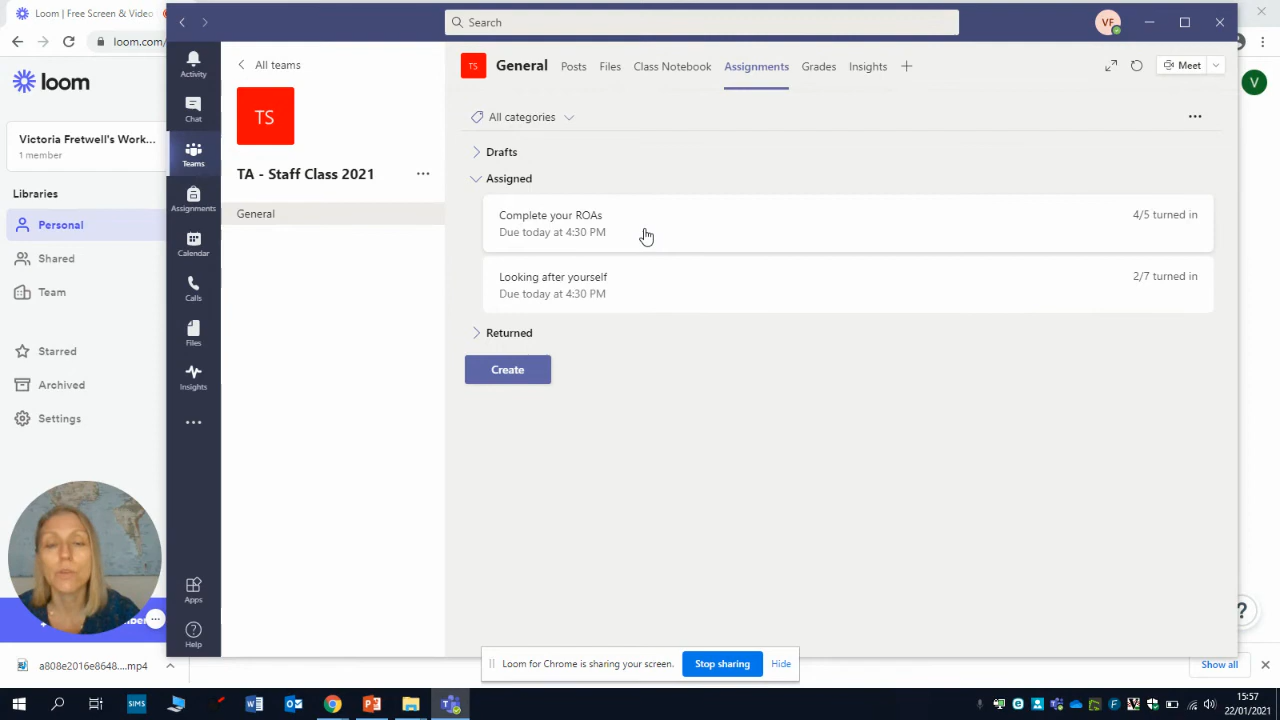 Loom | Free Screen & Video
loom.com/
loom
V
Victoria Fretwell's Work...
1 member
Libraries
Personal
Shared
Team
Starred
Archived
Settings
a808e2016e8648....mp4
Search
VF
Activity
Chat
Teams
Assignments
Calendar
Calls
Files
Insights
Apps
Help
All teams
TS
TA - Staff Class 2021
General
TS
General
Posts
Files
Class Notebook
Assignments
Grades
Insights
Meet
All categories
Drafts
Assigned
Complete your ROAs
4/5 turned in
Due today at 4:30 PM
Looking after yourself
2/7 turned in
Due today at 4:30 PM
Returned
Create
Loom for Chrome is sharing your screen.
Stop sharing
Hide
Show all
SIMS
15:57
22/01/2021